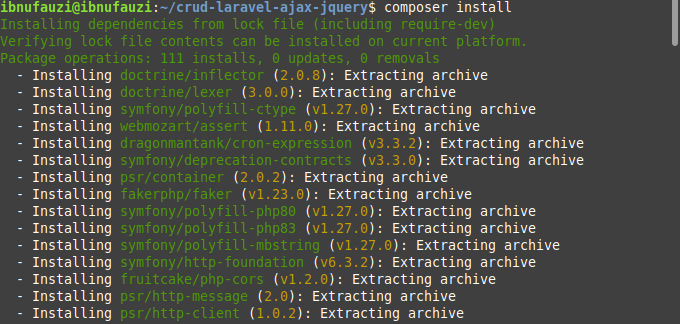 ibnufauzi@ibnufauzi:~/crud-laravel-ajax-jquery$ composer install
Installing dependencies from lock file (including require-dev)
Verifying lock file contents can be installed on current platform.
Package operations: 111 installs, 0 updates, 0 removals
  - Installing doctrine/inflector (2.0.8): Extracting archive
  - Installing doctrine/lexer (3.0.0): Extracting archive
  - Installing symfony/polyfill-ctype (v1.27.0): Extracting archive
  - Installing webmozart/assert (1.11.0): Extracting archive
  - Installing dragonmantank/cron-expression (v3.3.2): Extracting archive
  - Installing symfony/deprecation-contracts (v3.3.0): Extracting archive
  - Installing psr/container (2.0.2): Extracting archive
  - Installing fakerphp/faker (v1.23.0): Extracting archive
  - Installing symfony/polyfill-php80 (v1.27.0): Extracting archive
  - Installing symfony/polyfill-php83 (v1.27.0): Extracting archive
  - Installing symfony/polyfill-mbstring (v1.27.0): Extracting archive
  - Installing symfony/http-foundation (v6.3.2): Extracting archive
  - Installing fruitcake/php-cors (v1.2.0): Extracting archive
  - Installing psr/http-message (2.0): Extracting archive
  - Installing psr/http-client (1.0.2): Extracting archive